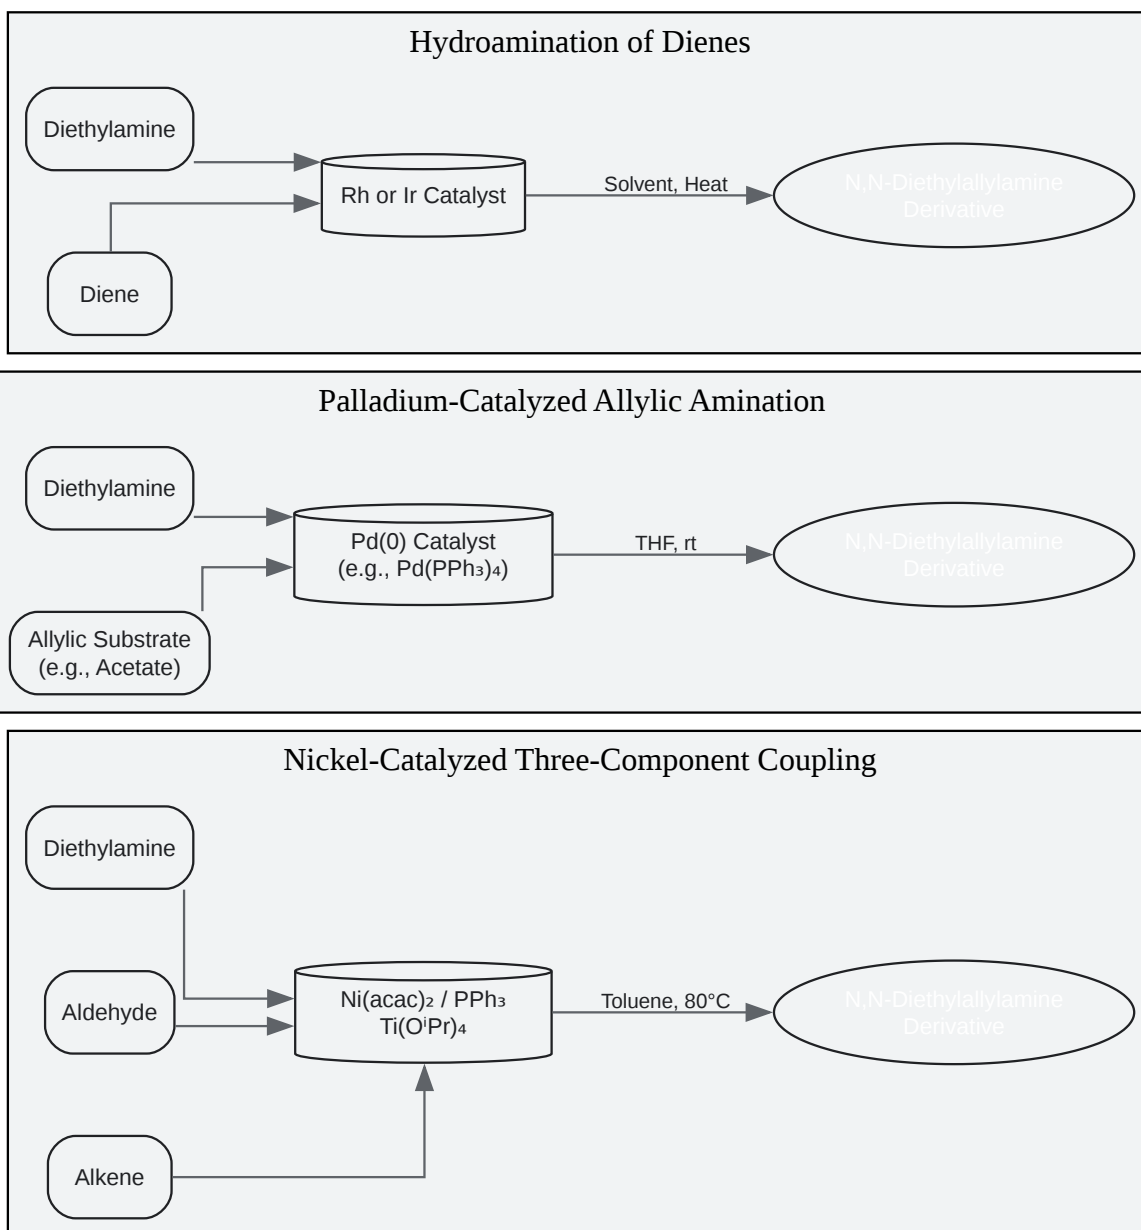 Hydroamination of Dienes
Diethylamine
Rh or Ir Catalyst
Solvent, Heat
N,N-Diethylallylamine
Derivative
Diene
Palladium-Catalyzed Allylic Amination
Diethylamine
Pd(0) Catalyst
(e.g., Pd(PPh₃)₄)
THF, rt
N,N-Diethylallylamine
Derivative
Allylic Substrate
(e.g., Acetate)
Nickel-Catalyzed Three-Component Coupling
Diethylamine
Aldehyde
Ni(acac)₂ / PPh₃
Ti(OⁱPr)₄
Toluene, 80°C
N,N-Diethylallylamine
Derivative
Alkene